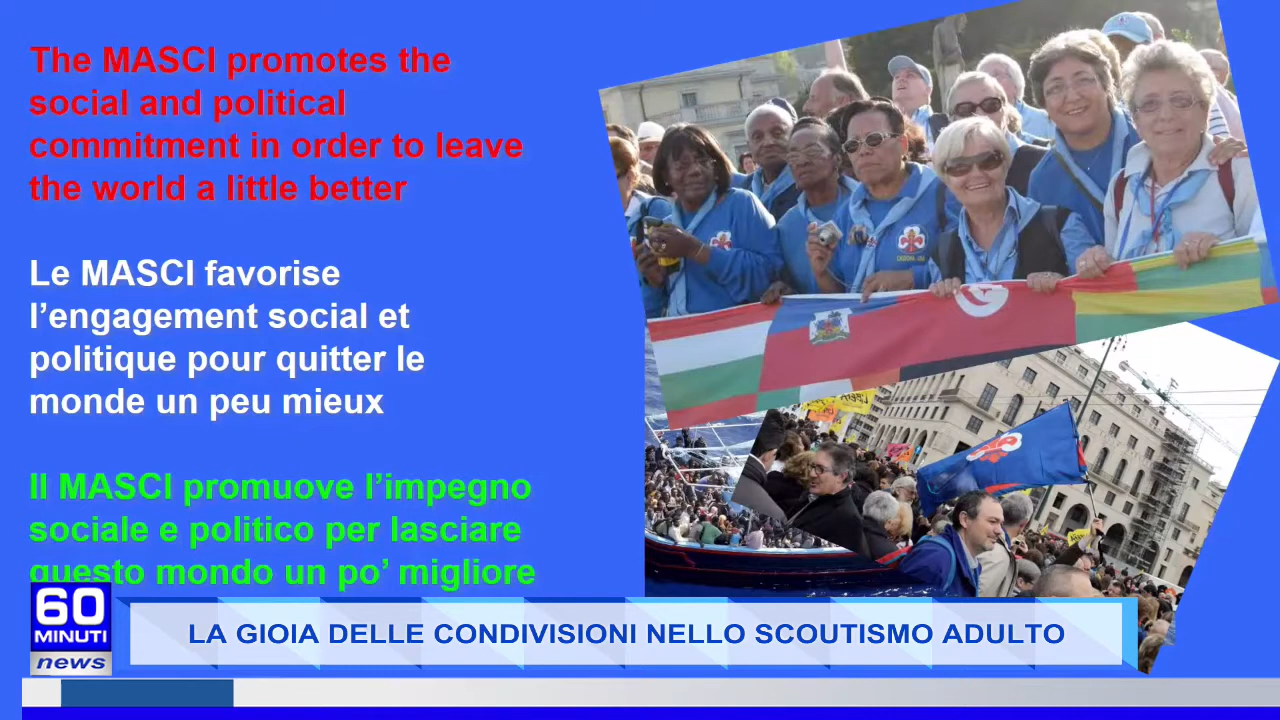 The MASCI promotes the
social and political
commitment in order to leave
the world a little better
Le MASCI favorise
l’engagement social et
politique pour quitter le
monde un peu mieux
Il MASCI promuove l’impegno
sociale e politico per lasciare
questo mondo un po’ migliore
60
MINUTI
news
LA GIOIA DELLE CONDIVISIONI NELLO SCOUTISMO ADULTO